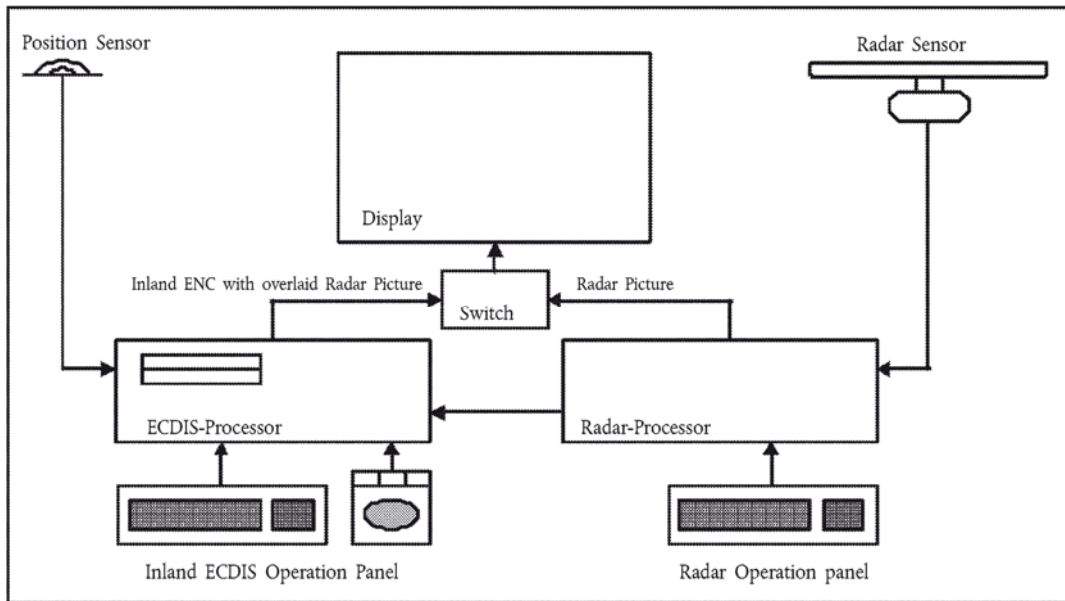 Position Sensor
Radar Sensor
Display
Inland ENC with overlaid Radar Picture
Radar Picture
Switch
ECDIS-Processor
Radar-Processor
Inland ECDIS Operation Panel
Radar Operation panel